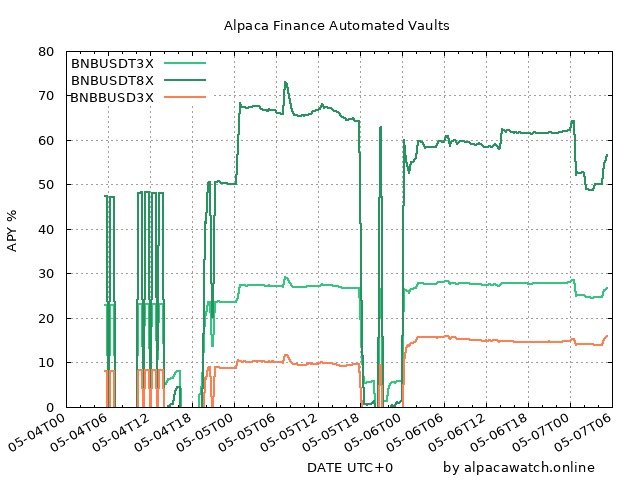 Alpaca Finance Automated Vaults
80
70
60
50
40
30
20
10
0
APY %
BNBUSDT3X
BNBUSDT8X
BNBBUSD3X
05-04T00
05-04T06
05-04T12
05-04T18
05-05T00
05-05T06
05-05T12
05-05T18
05-06T00
05-06T06
05-06T12
05-06T18
05-07T00
05-07T06
DATE UTC+0
by alpacawatch.online